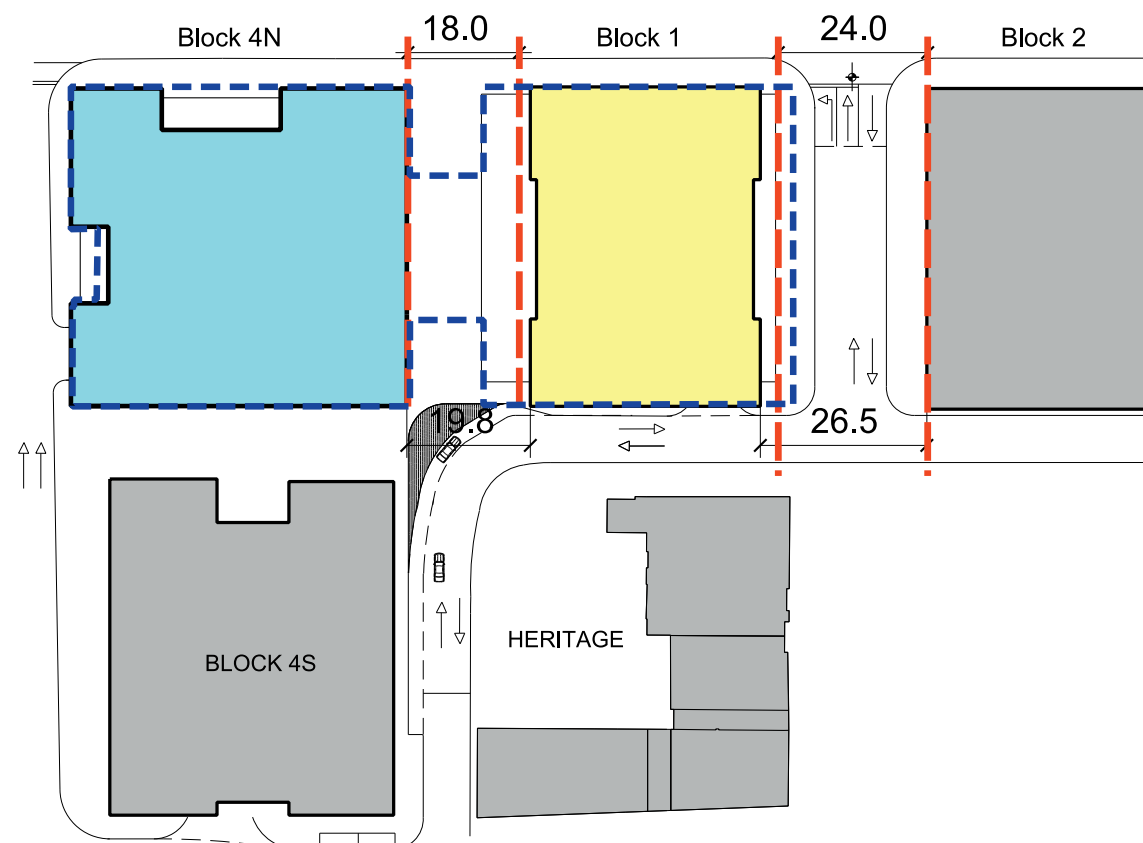 Block 4N
18.0
Block 1
24.0
Block 2
19.8
26.5
HERITAGE
BLOCK 4S